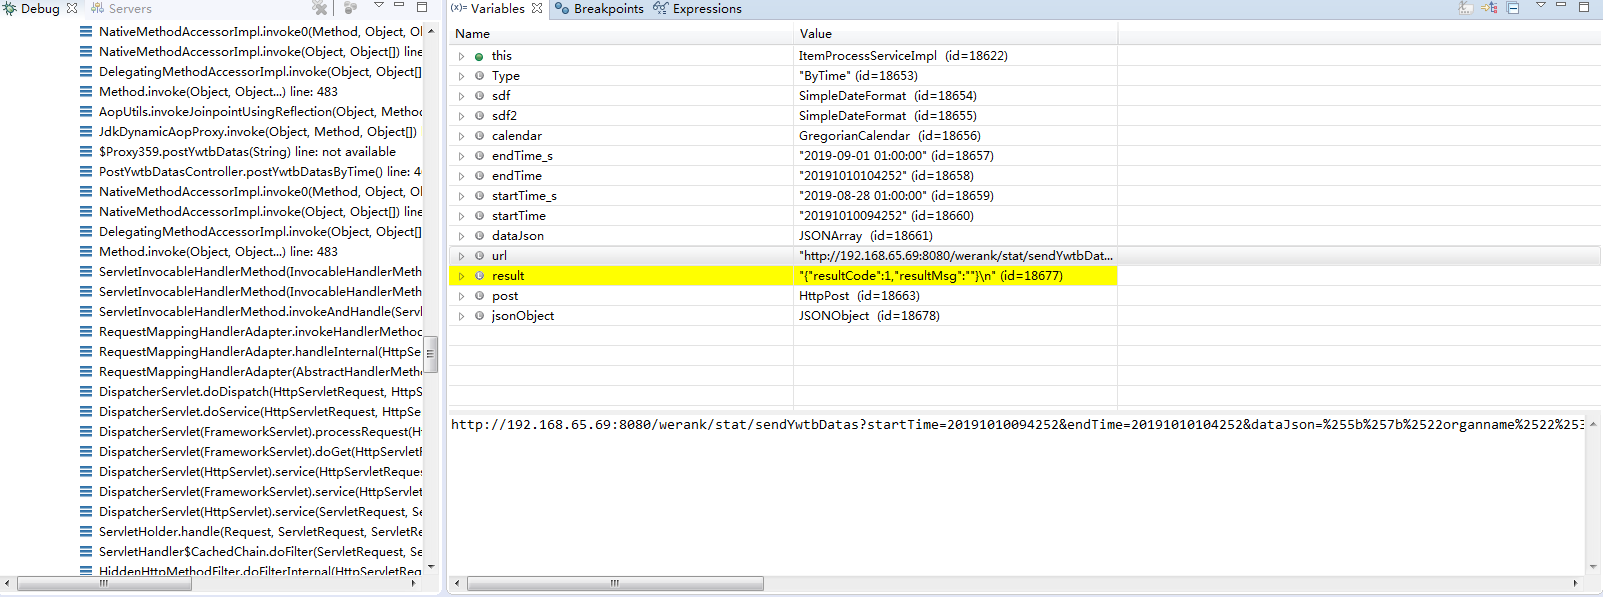 Debug
Servers
NativeMethodAccessorImpl.invoke0(Method, Object, Ol
NativeMethodAccessorImpl.invoke(Object, Object[]) line
DelegatingMethodAccessorImpl.invoke(Object, Object[]
Method.invoke(Object, Object...) line: 483
AopUtils.invokeJoinpointUsingReflection(Object, Metho
JdkDynamicAopProxy.invoke(Object, Method, Object[])
$Proxy359.postYwtbDatas(String) line: not available
PostYwtbDatasController.postYwtbDatasByTime() line: 4
NativeMethodAccessorImpl.invoke0(Method, Object, Ol
NativeMethodAccessorImpl.invoke(Object, Object[]) line
DelegatingMethodAccessorImpl.invoke(Object, Object[]
Method.invoke(Object, Object...) line: 483
ServletInvocableHandlerMethod(InvocableHandlerMeth
ServletInvocableHandlerMethod(InvocableHandlerMeth
ServletInvocableHandlerMethod.invokeAndHandle(Servl
RequestMappingHandlerAdapter.invokeHandlerMethod
RequestMappingHandlerAdapter.handleInternal(HttpSe
RequestMappingHandlerAdapter(AbstractHandlerMeth
DispatcherServlet.doDispatch(HttpServletRequest, HttpS
DispatcherServlet.doService(HttpServletRequest, HttpSe
DispatcherServlet(FrameworkServlet).processRequest(H
DispatcherServlet(FrameworkServlet).doGet(HttpServletI
DispatcherServlet(HttpServlet).service(HttpServletReque
DispatcherServlet(FrameworkServlet).service(HttpServlet
DispatcherServlet(HttpServlet).service(ServletRequest, Se
ServletHolder.handle(Request, ServletRequest, ServletRe
ServletHandler$CachedChain.doFilter(ServletRequest, Se
HiddenHttpMethodFilter.doFilterInternal(HttpServletReq
(x)= Variables
Breakpoints
Expressions
Name Value
this ItemProcessServiceImpl (id=18622)
Type "ByTime" (id=18653)
sdf SimpleDateFormat (id=18654)
sdf2 SimpleDateFormat (id=18655)
calendar GregorianCalendar (id=18656)
endTime_s "2019-09-01 01:00:00" (id=18657)
endTime "20191010104252" (id=18658)
startTime_s "2019-08-28 01:00:00" (id=18659)
startTime "20191010094252" (id=18660)
dataJson JSONArray (id=18661)
url "http://192.168.65.69:8080/werank/stat/sendYwtbDat...
result "{"resultCode":1,"resultMsg":""}\n" (id=18677)
post HttpPost (id=18663)
jsonObject JSONObject (id=18678)
http://192.168.65.69:8080/werank/stat/sendYwtbDatas?startTime=20191010094252&endTime=20191010104252&dataJson=%255b%257b%2522organname%2522%253